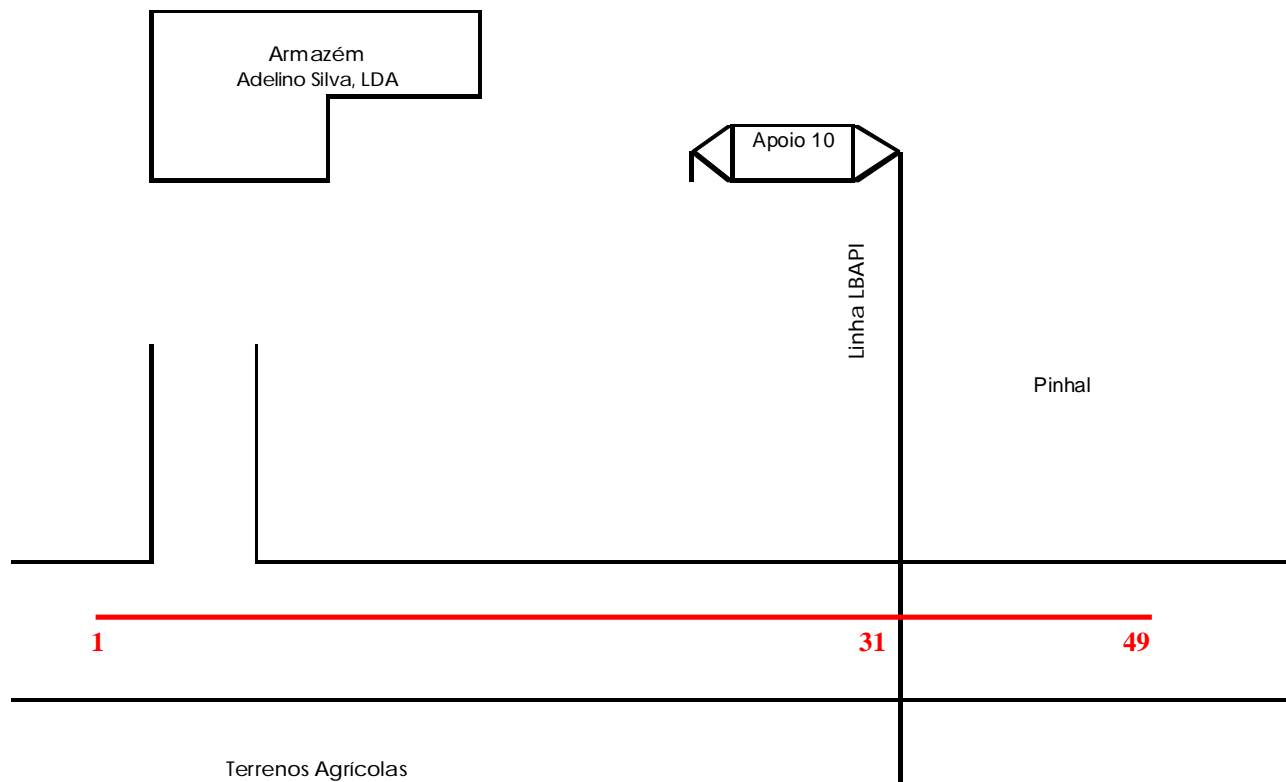 Armazém
Adelino Silva, LDA
Apoio 10
Linha LBAPI
Pinhal
1
31
49
Terrenos Agrícolas